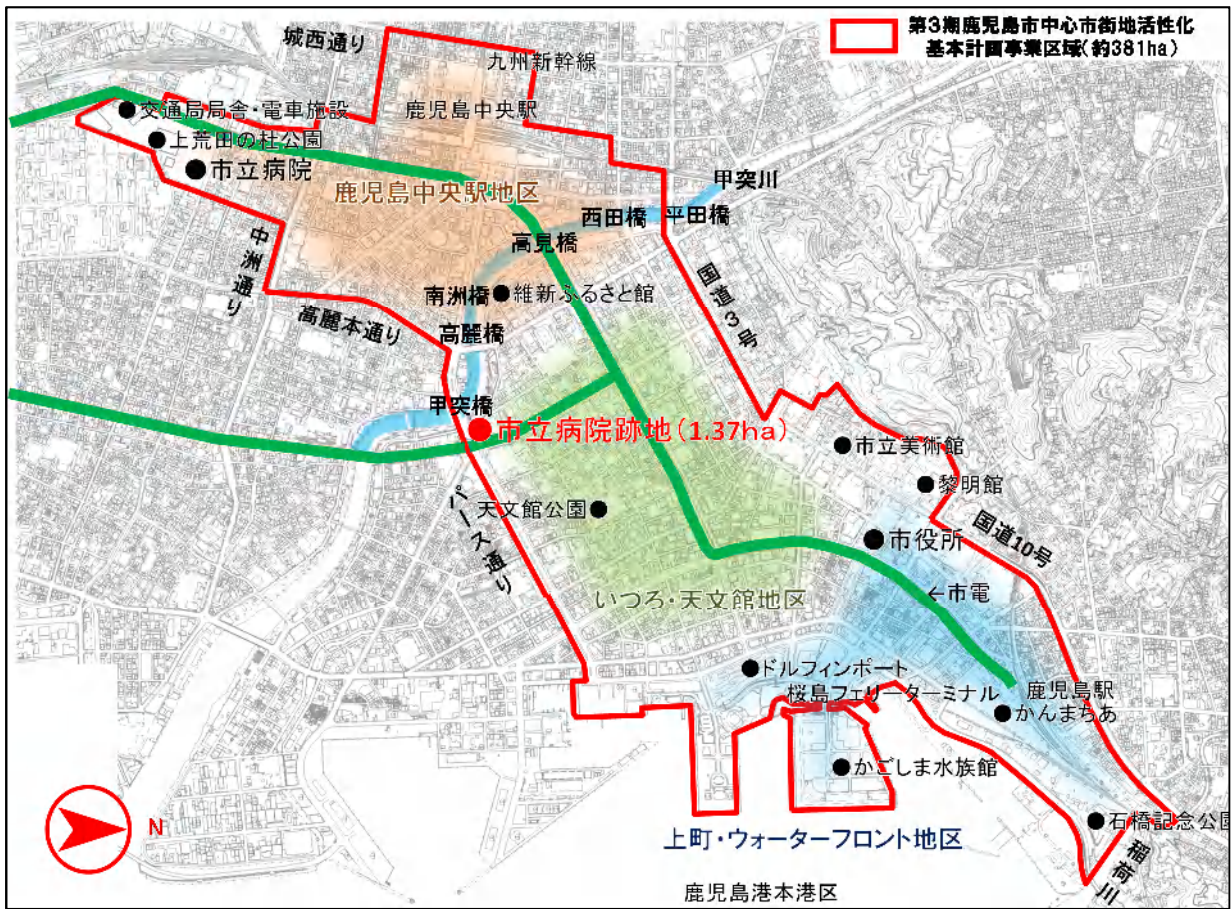 第3期鹿児島市中心市街地活性化
基本計画事業区域(約381ha)
城西通り
九州新幹線
鹿児島中央駅
交通局局舎・電車施設
上荒田の杜公園
市立病院
甲突川
鹿児島中央駅地区
西田橋
平田橋
高見橋
中洲通り
国道3号
南洲橋
維新ふるさと館
高麗本通り
高麗橋
甲突橋
市立病院跡地(1.37ha)
市立美術館
黎明館
天文館公園
パース通り
市役所
国道10号
いづろ・天文館地区
←市電
ドルフィンポート
桜島フェリーターミナル
鹿児島駅
かんまちあ
かごしま水族館
石橋記念公園
N
上町・ウォーターフロント地区
稲荷川
鹿児島港本港区